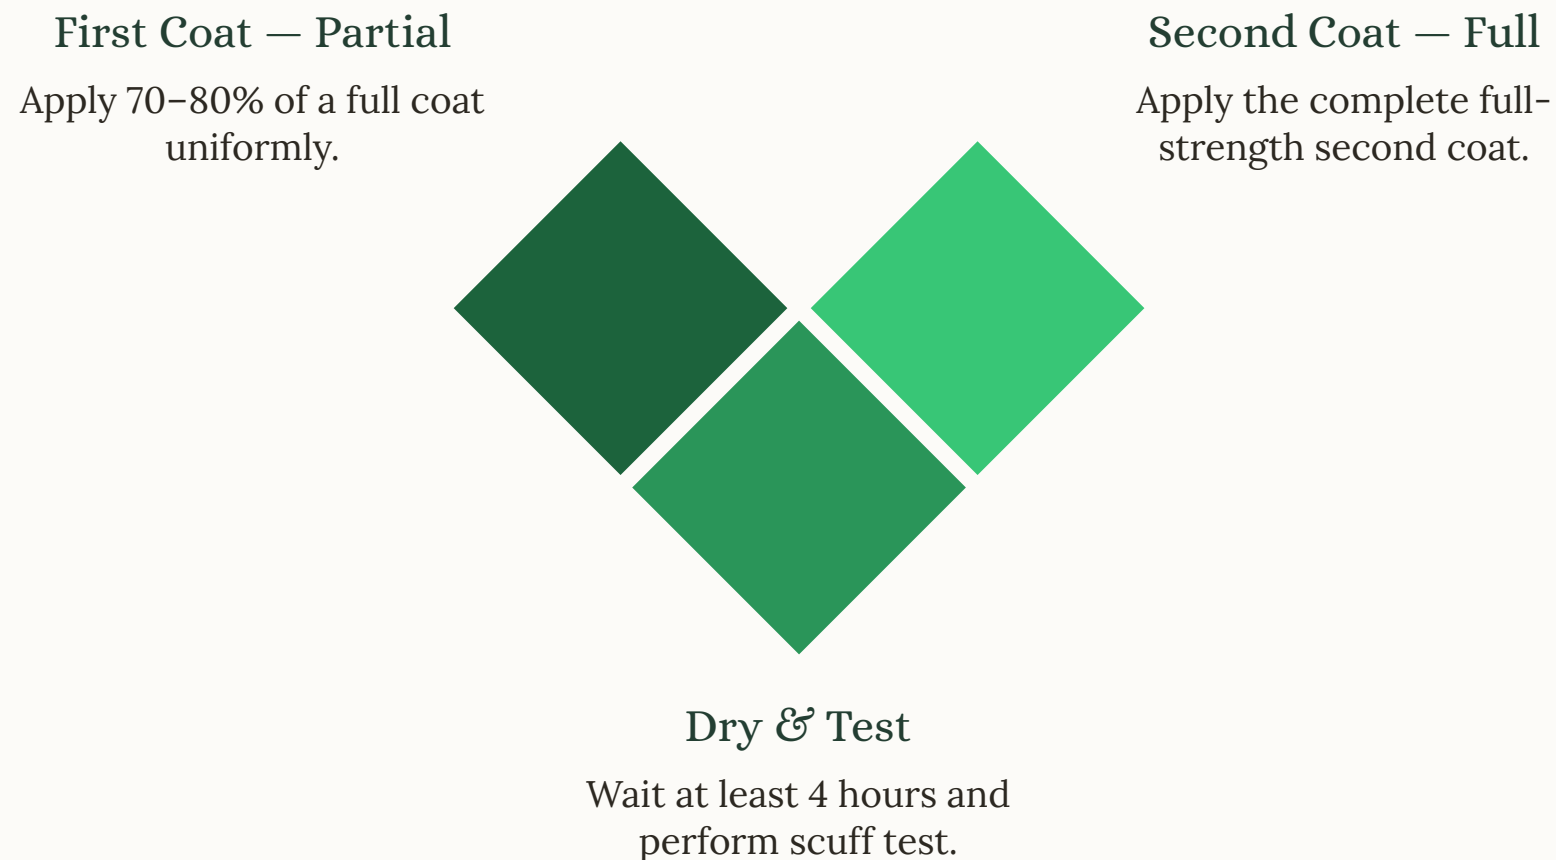 First Coat — Partial
Apply 70–80% of a full coat
uniformly.
Second Coat — Full
Apply the complete full-
strength second coat.
Dry & Test
Wait at least 4 hours and
perform scuff test.